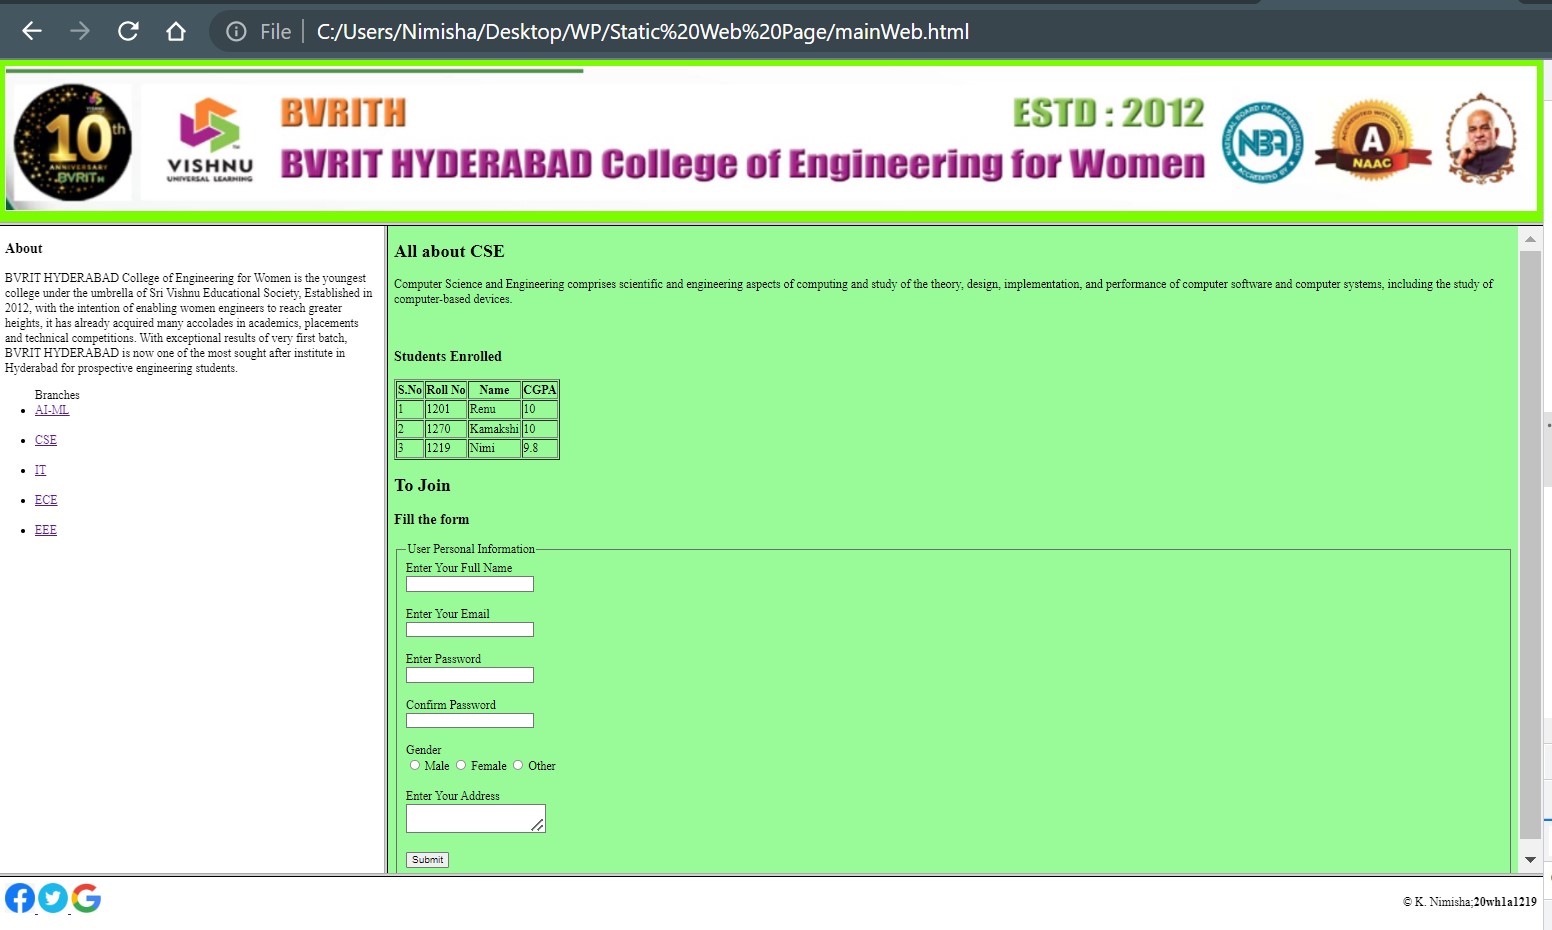 File | C:/Users/Nimisha/Desktop/WP/Static%20Web%20Page/mainWeb.html
10th
ANNIVERSARY
BVRITH
VISHNU
UNIVERSAL LEARNING
BVRITH
ESTD : 2012
BVRIT HYDERABAD College of Engineering for Women
NATIONAL BOARD OF ACCREDITATION
NBA
ACCREDITED BY
A
NAAC
About
BVRIT HYDERABAD College of Engineering for Women is the youngest
college under the umbrella of Sri Vishnu Educational Society, Established in
2012, with the intention of enabling women engineers to reach greater
heights, it has already acquired many accolades in academics, placements
and technical competitions. With exceptional results of very first batch,
BVRIT HYDERABAD is now one of the most sought after institute in
Hyderabad for prospective engineering students.
Branches
AI-ML
CSE
IT
ECE
EEE
All about CSE
Computer Science and Engineering comprises scientific and engineering aspects of computing and study of the theory, design, implementation, and performance of computer software and computer systems, including the study of
computer-based devices.
Students Enrolled
S.No Roll No Name CGPA
1 1201 Renu 10
2 1270 Kamakshi 10
3 1219 Nimi 9.8
To Join
Fill the form
User Personal Information
Enter Your Full Name
Enter Your Email
Enter Password
Confirm Password
Gender
Male Female Other
Enter Your Address
Submit
© K. Nimisha;20wh1a1219